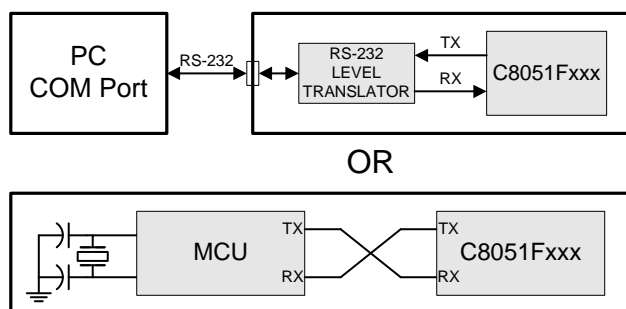 PC
COM Port
RS-232
RS-232
LEVEL
TRANSLATOR
TX
RX
C8051Fxxx
OR
MCU
TX
RX
TX
RX
C8051Fxxx